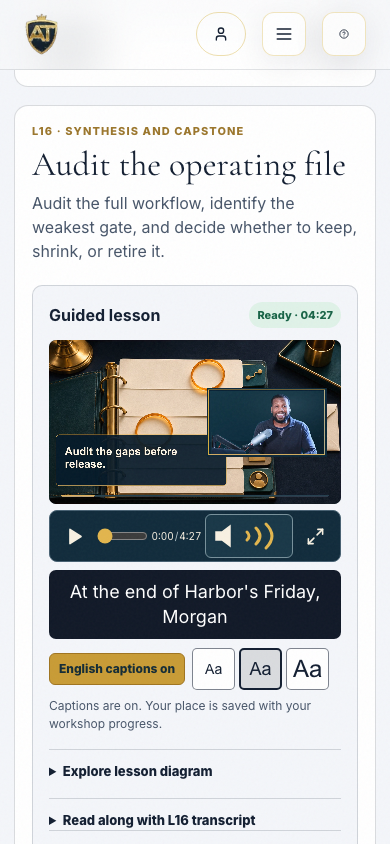 AT
L16 · SYNTHESIS AND CAPSTONE
Audit the operating file
Audit the full workflow, identify the
weakest gate, and decide whether to keep,
shrink, or retire it.
Guided lesson
Ready · 04:27
Audit the gaps before
release.
0:00/4:27
At the end of Harbor's Friday,
Morgan
English captions on
Aa
Aa
Aa
Captions are on. Your place is saved with your
workshop progress.
Explore lesson diagram
Read along with L16 transcript